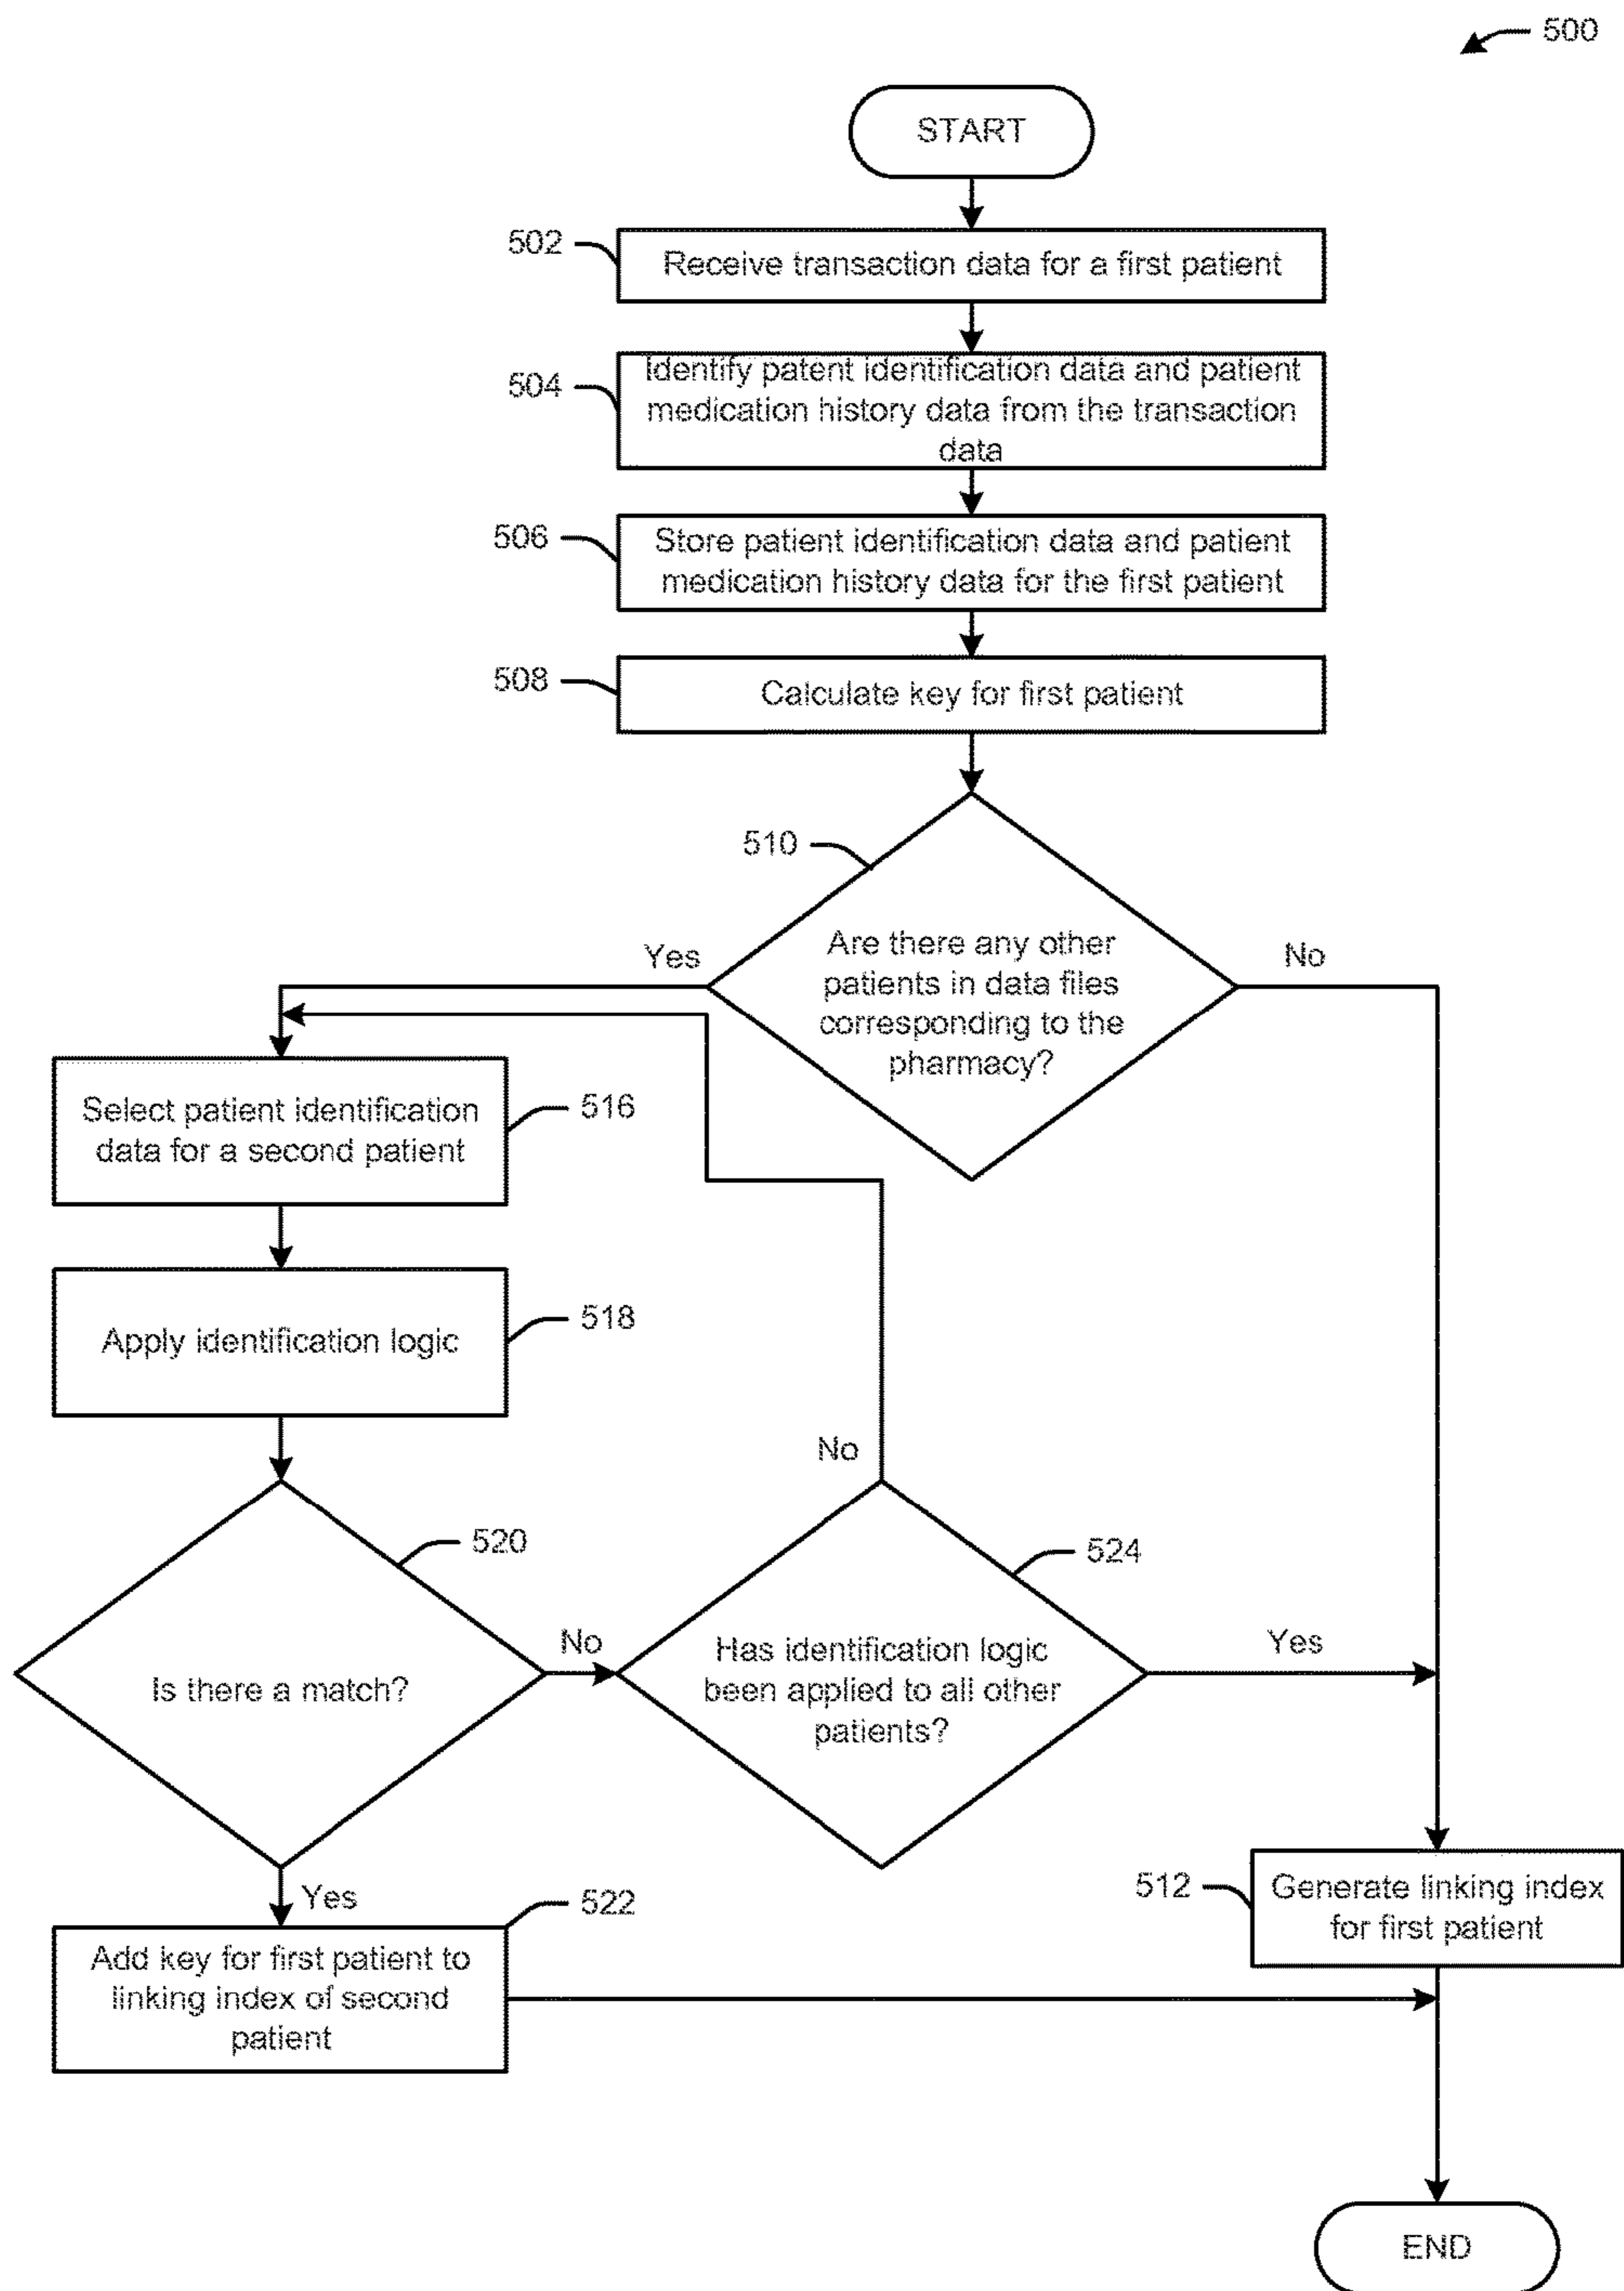 500
START
502
Receive transaction data for a first patient
504
Identify patent identification data and patient
medication history data from the transaction
data
506
Store patient identification data and patient
medication history data for the first patient
508
Calculate key for first patient
510
Are there any other
patients in data files
corresponding to the
pharmacy?
Yes
No
Select patient identification
data for a second patient
516
Apply identification logic
518
No
520
Is there a match?
No
524
Has identification logic
been applied to all other
patients?
Yes
Yes
522
Add key for first patient to
linking index of second
patient
512
Generate linking index
for first patient
END